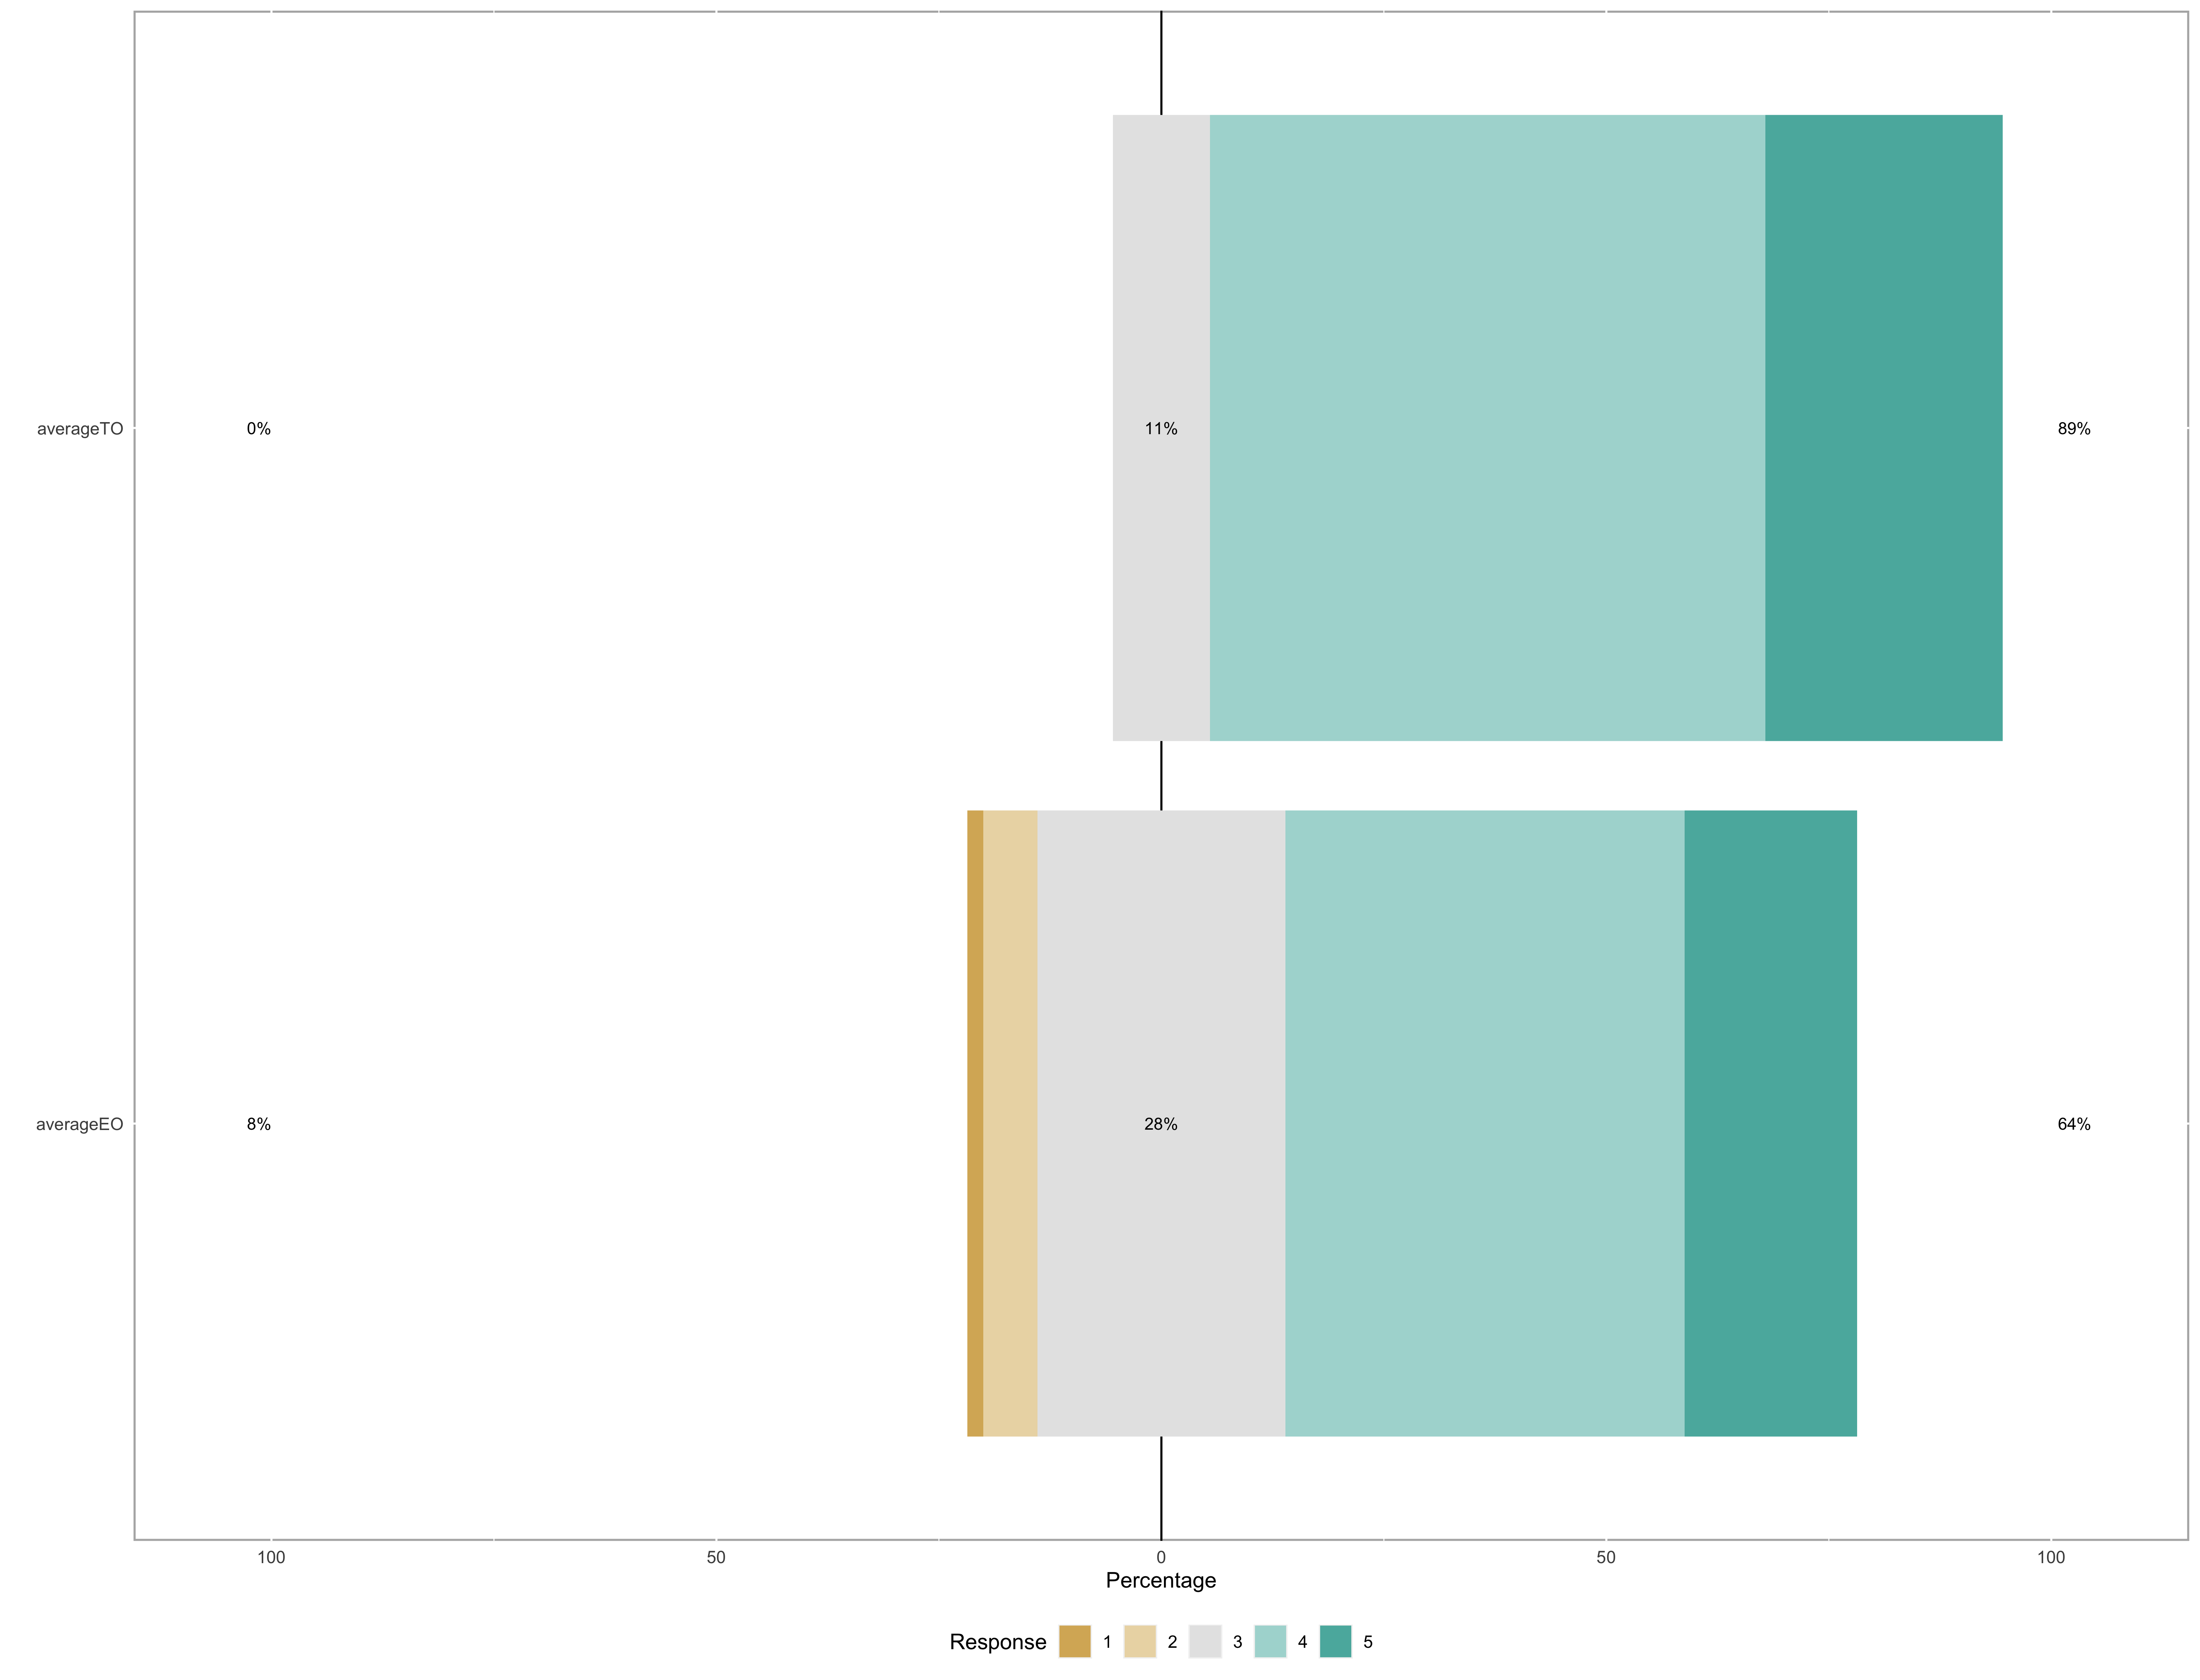 averageTO 0% 11% 89%
averageEO 8% 28% 64%
100 50 0 50 100
Percentage
Response 1 2 3 4 5